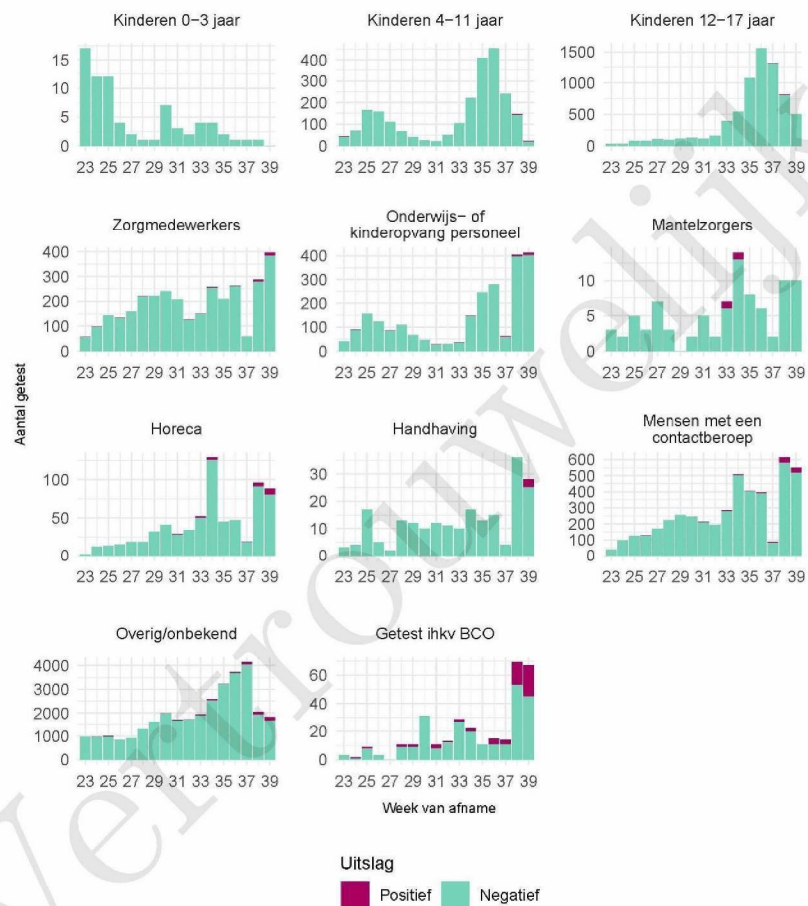 Kinderen 0−3 jaar
Kinderen 4−11 jaar
Kinderen 12−17 jaar
15
10
5
0
400
300
200
100
0
1500
1000
500
0
23 25 27 29 31 33 35 37 39
23 25 27 29 31 33 35 37 39
23 25 27 29 31 33 35 37 39
Zorgmedewerkers
Onderwijs− of
kinderopvang personeel
Mantelzorgers
400
300
200
100
0
400
300
200
100
0
10
5
0
23 25 27 29 31 33 35 37 39
23 25 27 29 31 33 35 37 39
23 25 27 29 31 33 35 37 39
Aantal getest
Horeca
Handhaving
Mensen met een
contactberoep
100
50
0
30
20
10
0
600
500
400
300
200
100
0
23 25 27 29 31 33 35 37 39
23 25 27 29 31 33 35 37 39
23 25 27 29 31 33 35 37 39
Overig/onbekend
Getest ihkv BCO
4000
3000
2000
1000
0
60
40
20
0
23 25 27 29 31 33 35 37 39
23 25 27 29 31 33 35 37 39
Week van afname
Uitslag
Positief
Negatief
Vertrouwelijk